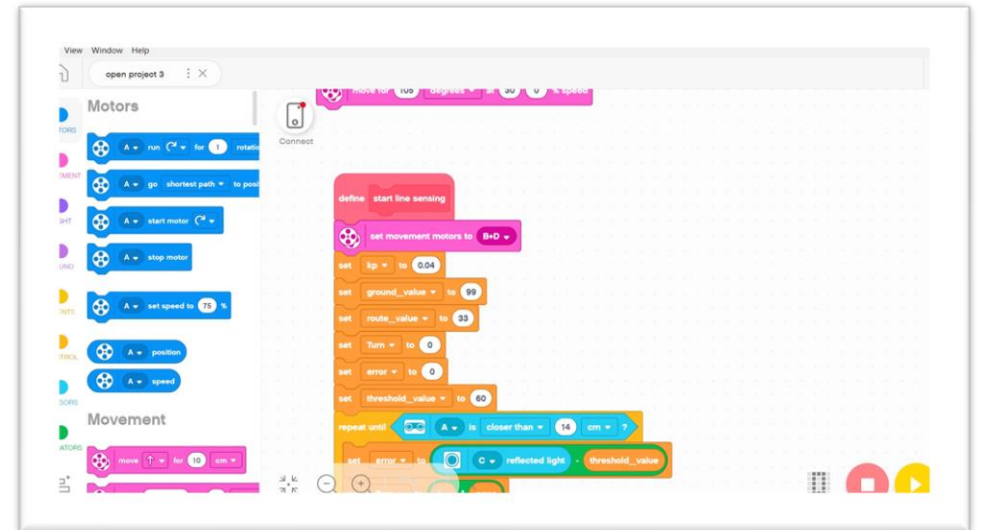 View Window Help
open project 3
Motors
move for 105 degrees at 30 0 % speed
Connect
A run for 1
A go shortest path to
A start motor
A stop motor
A set speed to 75 %
A position
A speed
Movement
move for 10 cm
define start line sensing
set movement motors to B+D
set kp to 0.04
set ground_value to 99
set route_value to 33
set Turn to 0
set error to 0
set threshold_value to 60
repeat until A is closer than 14 cm ?
set error to C reflected light - threshold_value